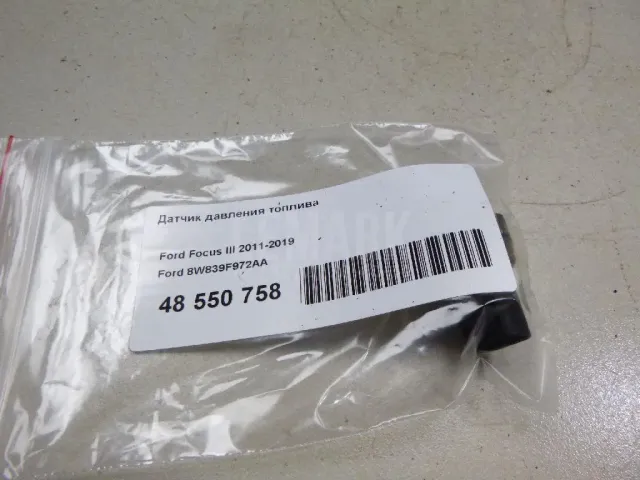 Датчик давления топлива
Ford Focus III 2011-2019
Ford 8W839F972AA
48 550 758